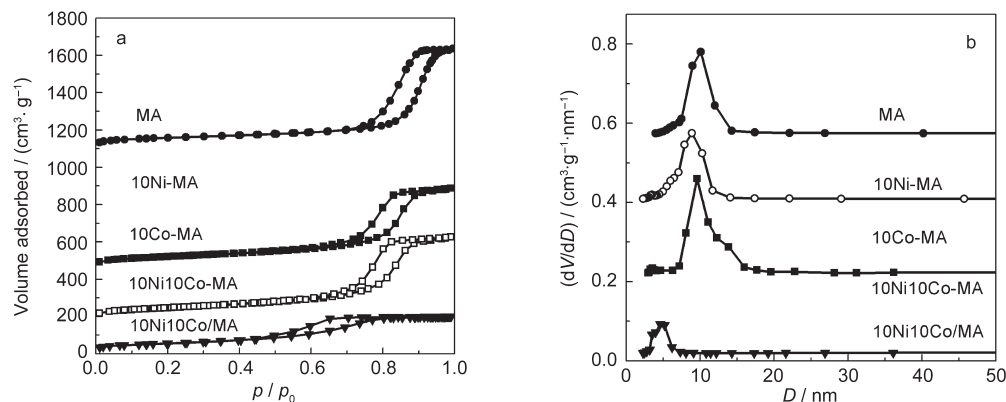 a
1800
1600
1400
1200
1000
800
600
400
200
0
Volume adsorbed / (cm³·g⁻¹)
MA
10Ni-MA
10Co-MA
10Ni10Co-MA
10Ni10Co/MA
0.0 0.2 0.4 0.6 0.8 1.0
p / p₀
b
0.8
0.6
0.4
0.2
0.0
(dV/dD) / (cm³·g⁻¹·nm⁻¹)
MA
10Ni-MA
10Co-MA
10Ni10Co-MA
10Ni10Co/MA
0 10 20 30 40 50
D / nm